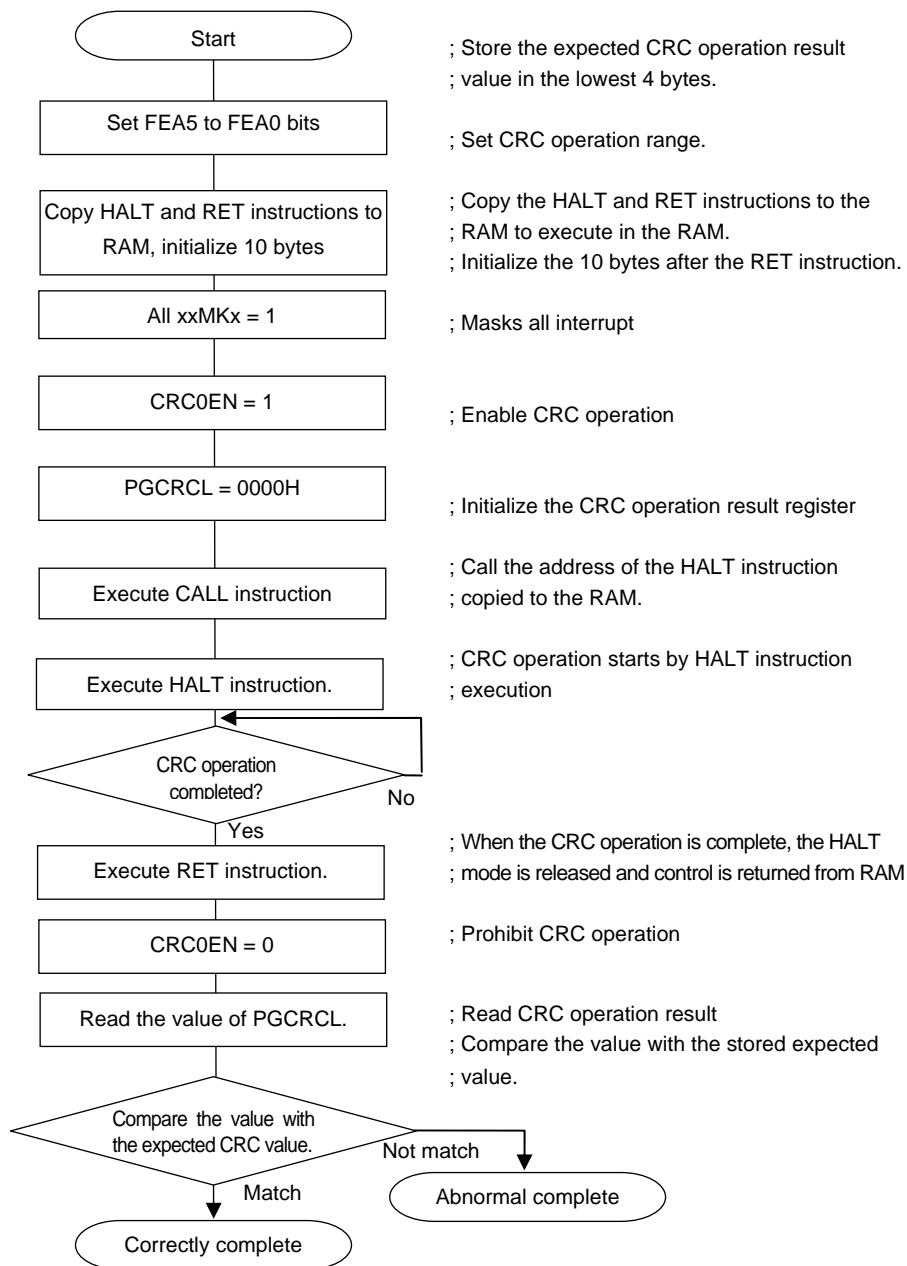 Start
; Store the expected CRC operation result
; value in the lowest 4 bytes.
Set FEA5 to FEA0 bits
; Set CRC operation range.
Copy HALT and RET instructions to
RAM, initialize 10 bytes
; Copy the HALT and RET instructions to the
; RAM to execute in the RAM.
; Initialize the 10 bytes after the RET instruction.
All xxMKx = 1
; Masks all interrupt
CRC0EN = 1
; Enable CRC operation
PGCRCL = 0000H
; Initialize the CRC operation result register
Execute CALL instruction
; Call the address of the HALT instruction
; copied to the RAM.
Execute HALT instruction.
; CRC operation starts by HALT instruction
; execution
CRC operation
completed?
No
Yes
Execute RET instruction.
; When the CRC operation is complete, the HALT
; mode is released and control is returned from RAM
CRC0EN = 0
; Prohibit CRC operation
Read the value of PGCRCL.
; Read CRC operation result
; Compare the value with the stored expected
; value.
Compare the value with
the expected CRC value.
Not match
Match
Abnormal complete
Correctly complete